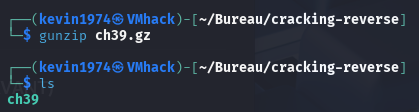 ┌──(kevin1974㉿VMhack)-[~/Bureau/cracking-reverse]
└─$ gunzip ch39.gz
┌──(kevin1974㉿VMhack)-[~/Bureau/cracking-reverse]
└─$ ls
ch39